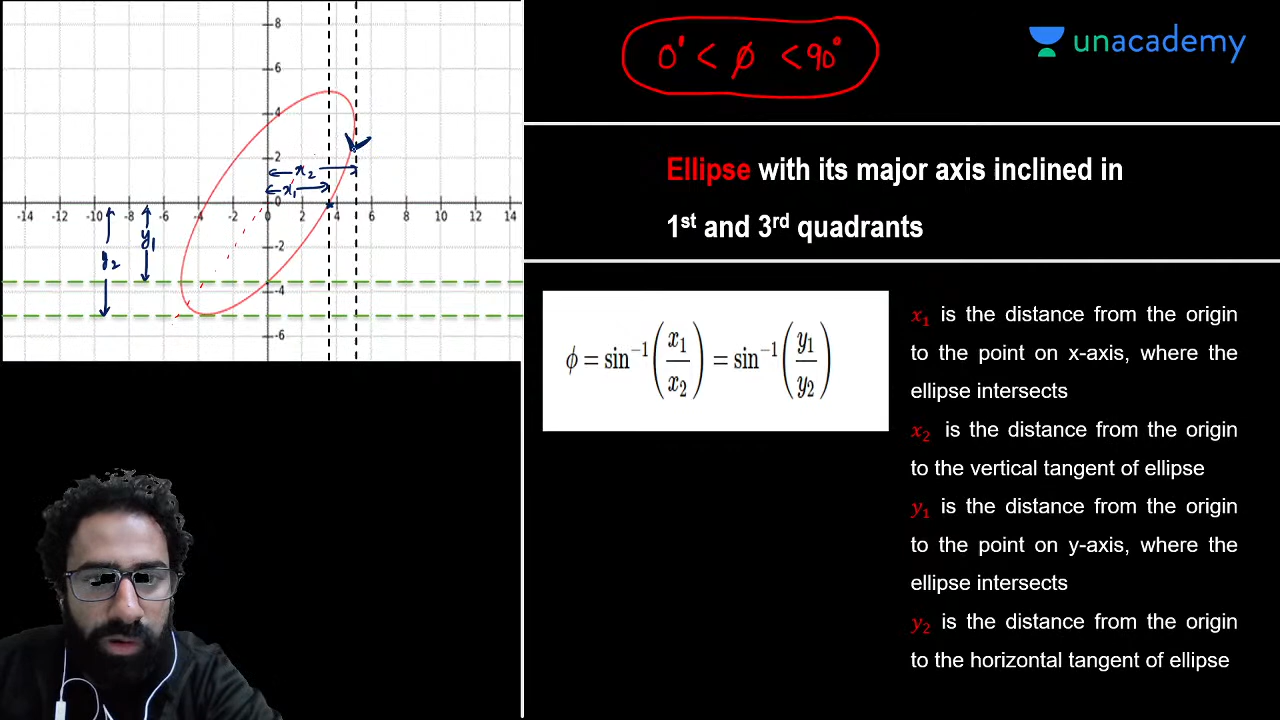 0° < φ < 90°
unacademy
Ellipse with its major axis inclined in
1st and 3rd quadrants
8
6
4
2
0
-2
-4
-6
-14 -12 -10 -8 -6 -4 -2 0 2 4 6 8 10 12 14
x₂
x₁
y₁
y₂
ϕ = sin⁻¹(x₁/x₂) = sin⁻¹(y₁/y₂)
x₁ is the distance from the origin
to the point on x-axis, where the
ellipse intersects
x₂ is the distance from the origin
to the vertical tangent of ellipse
y₁ is the distance from the origin
to the point on y-axis, where the
ellipse intersects
y₂ is the distance from the origin
to the horizontal tangent of ellipse